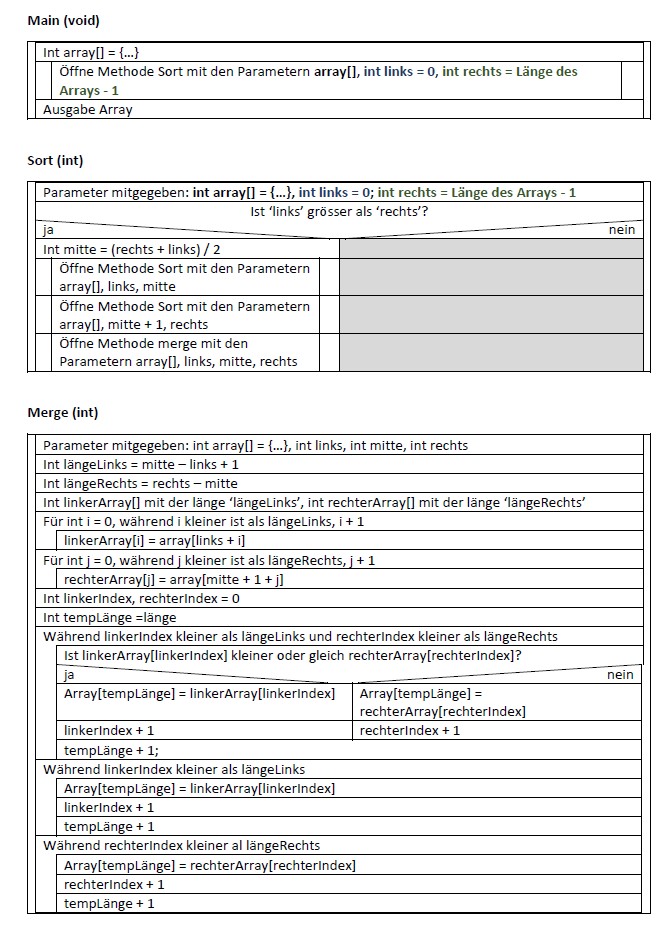 Main (void)
Int array[] = {…}
Öffne Methode Sort mit den Parametern array[], int links = 0, int rechts = Länge des
Arrays - 1
Ausgabe Array
Sort (int)
Parameter mitgegeben: int array[] = {…}, int links = 0; int rechts = Länge des Arrays - 1
Ist ‘links’ grösser als ‘rechts’?
ja nein
Int mitte = (rechts + links) / 2
Öffne Methode Sort mit den Parametern
array[], links, mitte
Öffne Methode Sort mit den Parametern
array[], mitte + 1, rechts
Öffne Methode merge mit den
Parametern array[], links, mitte, rechts
Merge (int)
Parameter mitgegeben: int array[] = {…}, int links, int mitte, int rechts
Int längeLinks = mitte – links + 1
Int längeRechts = rechts – mitte
Int linkerArray[] mit der länge ‘längeLinks’, int rechterArray[] mit der länge ‘längeRechts’
Für int i = 0, während i kleiner ist als längeLinks, i + 1
linkerArray[i] = array[links + i]
Für int j = 0, während j kleiner ist als längeRechts, j + 1
rechterArray[j] = array[mitte + 1 + j]
Int linkerIndex, rechterIndex = 0
Int tempLänge =länge
Während linkerIndex kleiner als längeLinks und rechterIndex kleiner als längeRechts
Ist linkerArray[linkerIndex] kleiner oder gleich rechterArray[rechterIndex]?
ja nein
Array[tempLänge] = linkerArray[linkerIndex]
Array[tempLänge] =
rechterArray[rechterIndex]
linkerIndex + 1
rechterIndex + 1
tempLänge + 1;
Während linkerIndex kleiner als längeLinks
Array[tempLänge] = linkerArray[linkerIndex]
linkerIndex + 1
tempLänge + 1
Während rechterIndex kleiner al längeRechts
Array[tempLänge] = rechterArray[rechterIndex]
rechterIndex + 1
tempLänge + 1